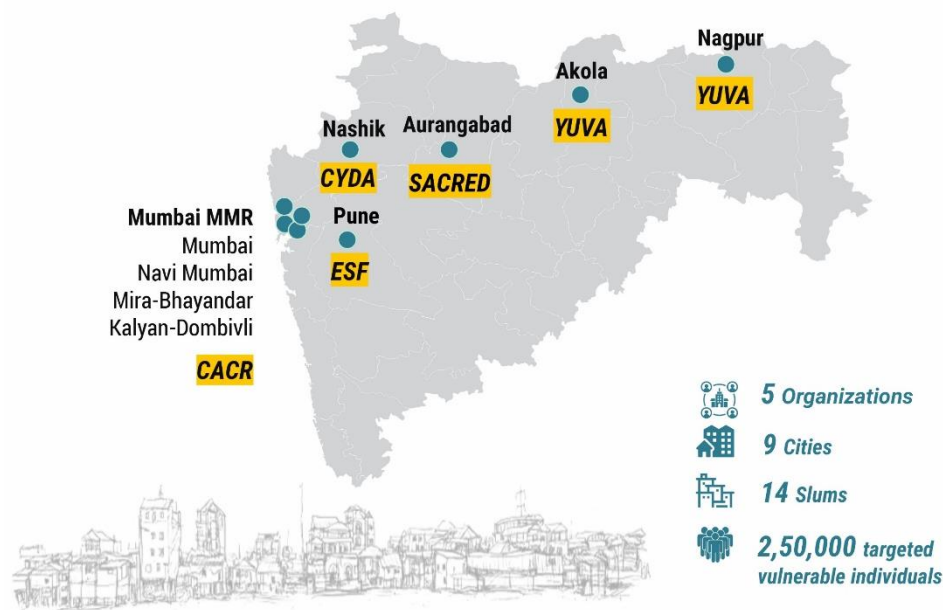 Nagpur
YUVA
Akola
YUVA
Nashik
CYDA
Aurangabad
SACRED
Mumbai MMR
Mumbai
Navi Mumbai
Mira-Bhayandar
Kalyan-Dombivli
CACR
Pune
ESF
5 Organizations
9 Cities
14 Slums
2,50,000 targeted
vulnerable individuals